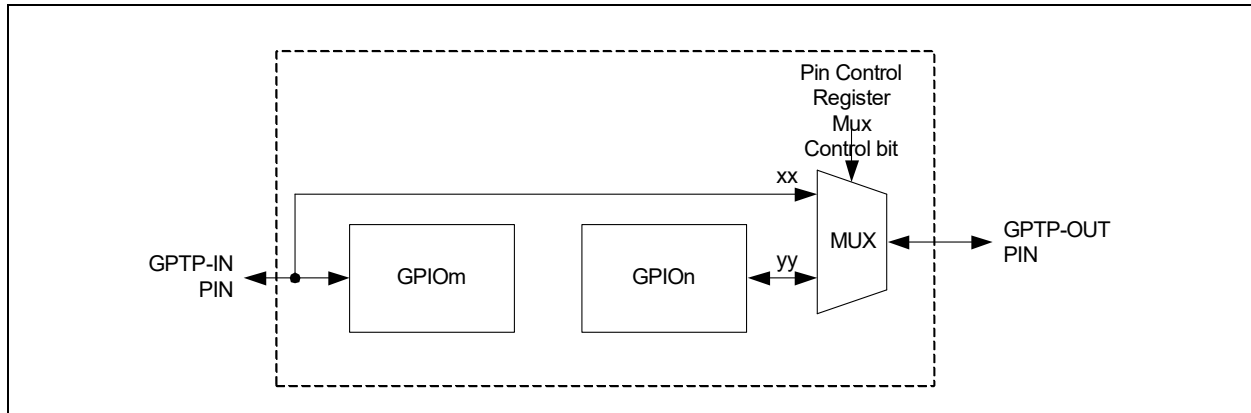 Pin Control
Register
Mux
Control bit
xx
MUX
GPTP-OUT
PIN
GPTP-IN
PIN
GPIOm
GPIOn
yy